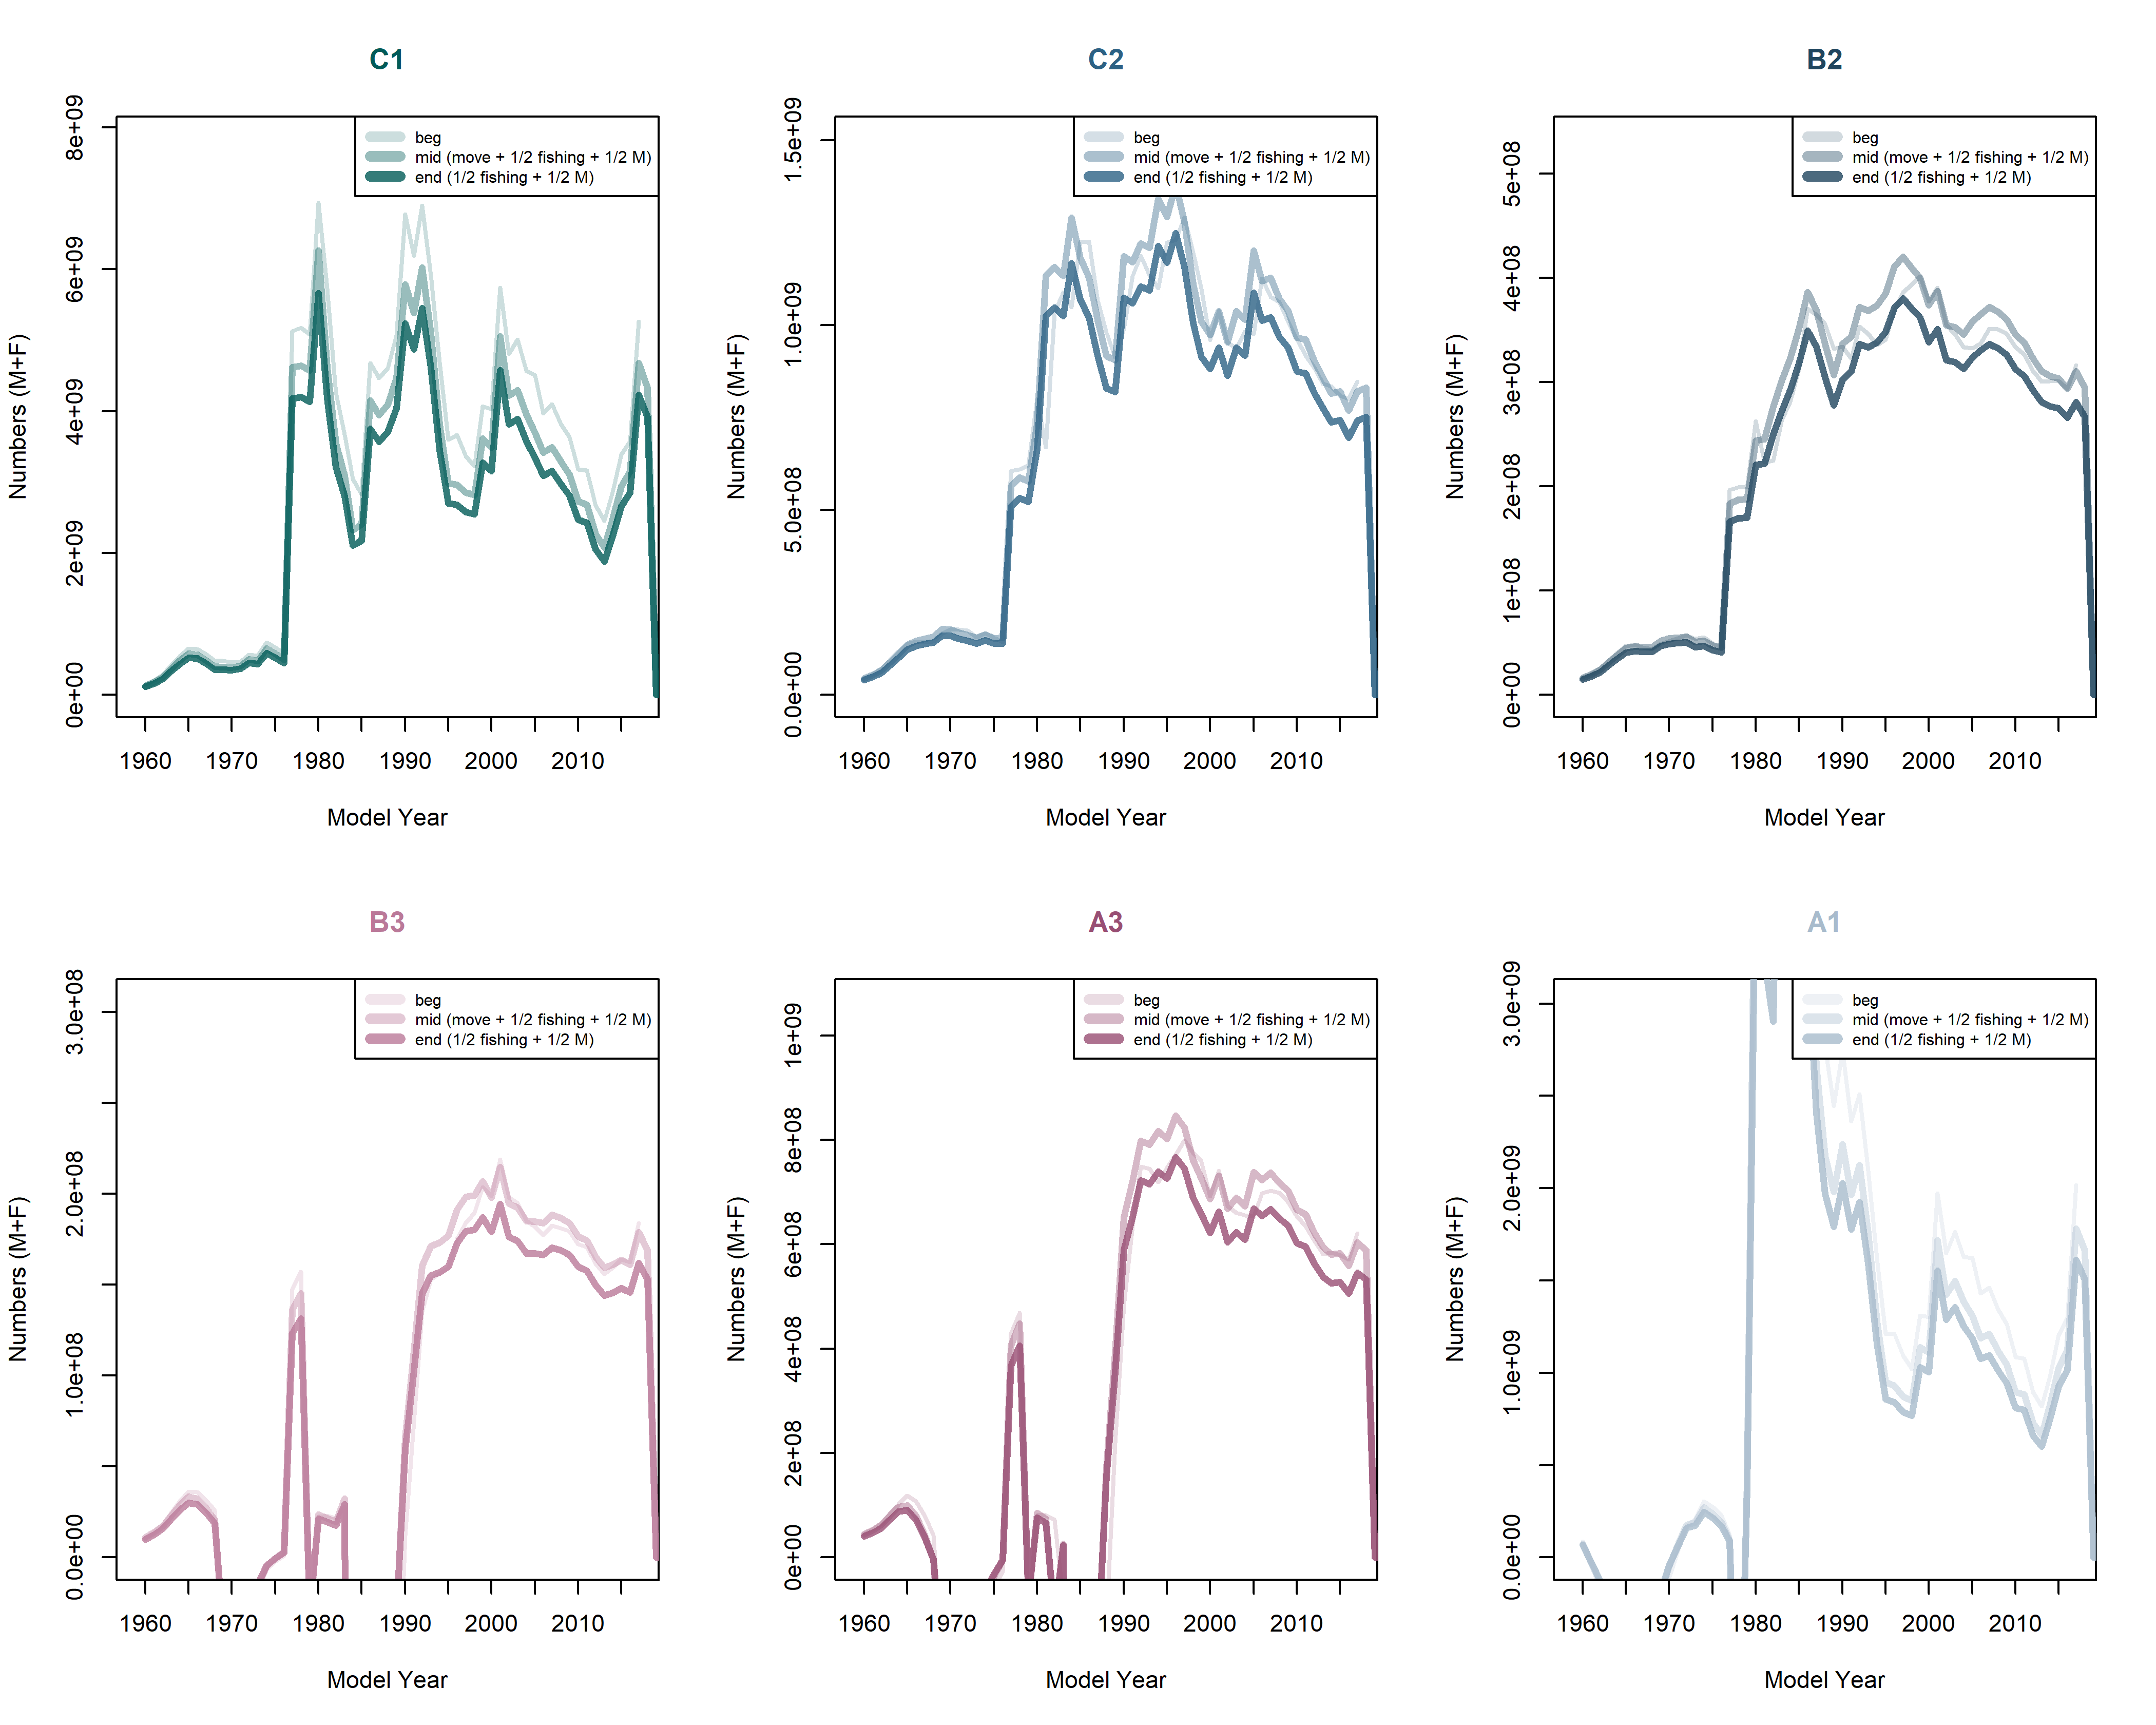 C1
8e+09
6e+09
4e+09
2e+09
0e+00
Numbers (M+F)
beg
mid (move + 1/2 fishing + 1/2 M)
end (1/2 fishing + 1/2 M)
1960 1970 1980 1990 2000 2010
Model Year
C2
1.5e+09
1.0e+09
5.0e+08
0.0e+00
Numbers (M+F)
beg
mid (move + 1/2 fishing + 1/2 M)
end (1/2 fishing + 1/2 M)
1960 1970 1980 1990 2000 2010
Model Year
B2
5e+08
4e+08
3e+08
2e+08
1e+08
0e+00
Numbers (M+F)
beg
mid (move + 1/2 fishing + 1/2 M)
end (1/2 fishing + 1/2 M)
1960 1970 1980 1990 2000 2010
Model Year
B3
3.0e+08
2.0e+08
1.0e+08
0.0e+00
Numbers (M+F)
beg
mid (move + 1/2 fishing + 1/2 M)
end (1/2 fishing + 1/2 M)
1960 1970 1980 1990 2000 2010
Model Year
A3
1e+09
8e+08
6e+08
4e+08
2e+08
0e+00
Numbers (M+F)
beg
mid (move + 1/2 fishing + 1/2 M)
end (1/2 fishing + 1/2 M)
1960 1970 1980 1990 2000 2010
Model Year
A1
3.0e+09
2.0e+09
1.0e+09
0.0e+00
Numbers (M+F)
beg
mid (move + 1/2 fishing + 1/2 M)
end (1/2 fishing + 1/2 M)
1960 1970 1980 1990 2000 2010
Model Year